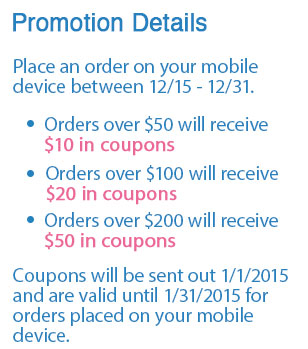 Promotion Details
Place an order on your mobile
device between 12/15 - 12/31.
• Orders over $50 will receive
$10 in coupons
• Orders over $100 will receive
$20 in coupons
• Orders over $200 will receive
$50 in coupons
Coupons will be sent out 1/1/2015
and are valid until 1/31/2015 for
orders placed on your mobile
device.